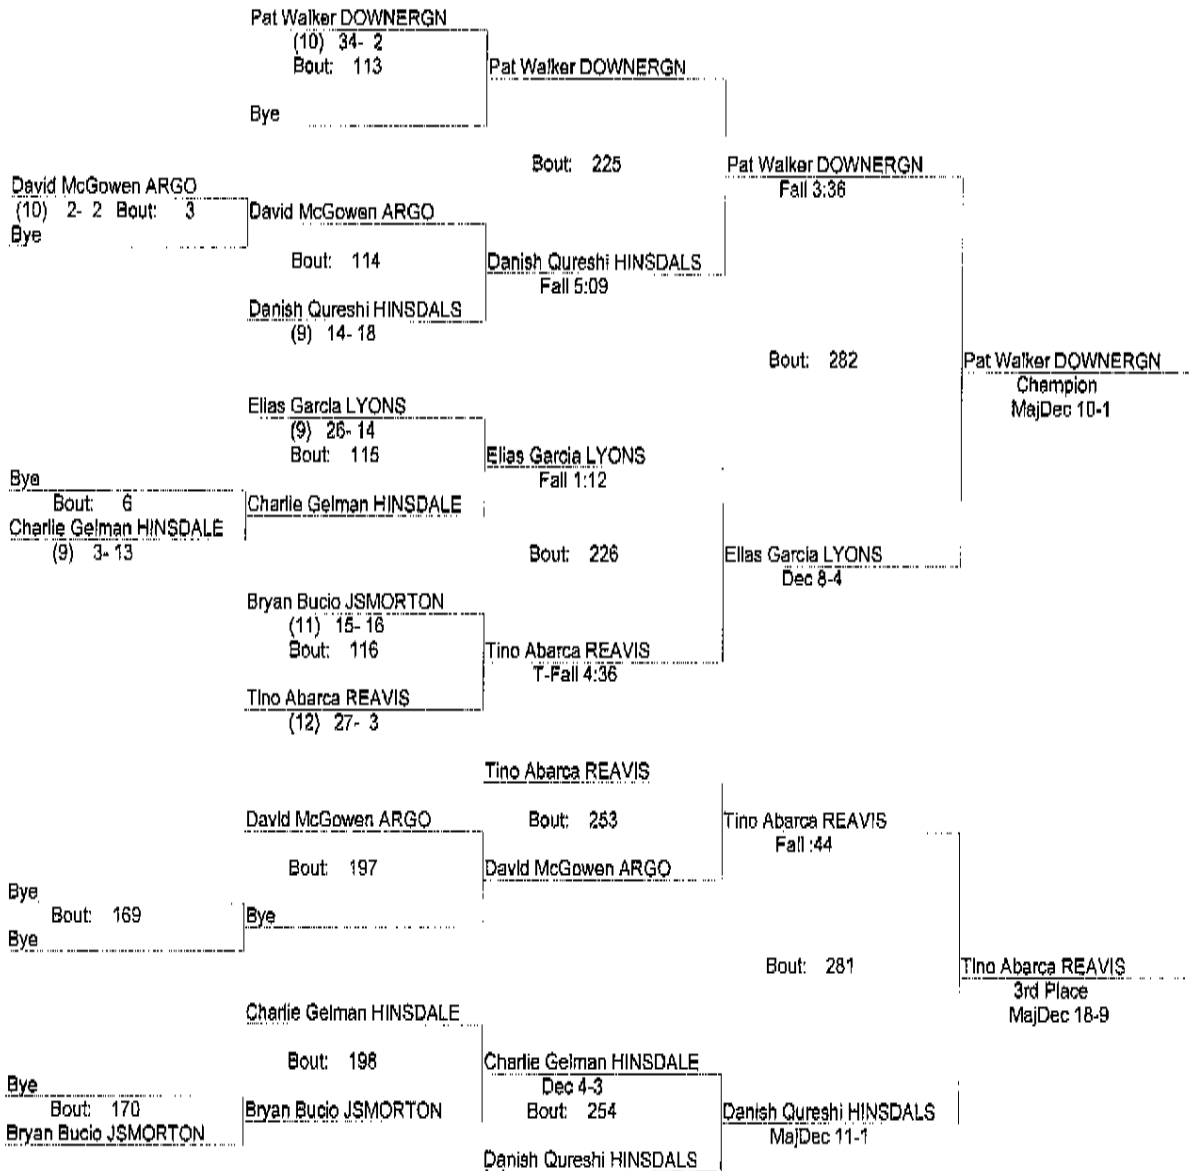 Pat Walker DOWNERGN
(10) 34- 2
Bout: 113
Pat Walker DOWNERGN
Bye
Bout: 225
Pat Walker DOWNERGN
Fall 3:36
David McGowen ARGO
(10) 2- 2 Bout: 3
Bye
David McGowen ARGO
Bout: 114
Danish Qureshi HINSDALS
Fall 5:09
Danish Qureshi HINSDALS
(9) 14- 18
Bout: 282
Pat Walker DOWNERGN
Champion
MajDec 10-1
Elias Garcia LYONS
(9) 26- 14
Bout: 115
Elias Garcia LYONS
Fall 1:12
Bye
Bout: 6
Charlie Gelman HINSDALE
(9) 3- 13
Charlie Gelman HINSDALE
Bout: 226
Elias Garcia LYONS
Dec 8-4
Bryan Bucio JSMORTON
(11) 15- 16
Bout: 116
Tino Abarca REAVIS
T-Fall 4:36
Tino Abarca REAVIS
(12) 27- 3
Tino Abarca REAVIS
David McGowen ARGO
Bout: 253
Tino Abarca REAVIS
Fall :44
Bout: 197
David McGowen ARGO
Bye
Bout: 169
Bye
Bye
Bout: 281
Tino Abarca REAVIS
3rd Place
MajDec 18-9
Charlie Gelman HINSDALE
Bout: 198
Charlie Gelman HINSDALE
Dec 4-3
Bye
Bout: 170
Bryan Bucio JSMORTON
Bryan Bucio JSMORTON
Bout: 254
Danish Qureshi HINSDALS
MajDec 11-1
Danish Qureshi HINSDALS